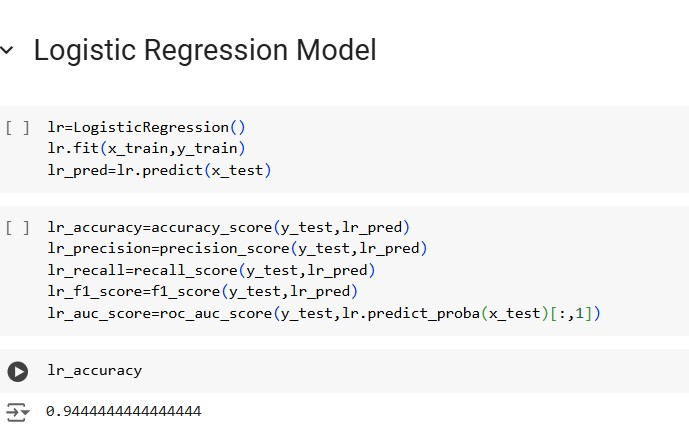 Logistic Regression Model
[ ] lr=LogisticRegression()
lr.fit(x_train,y_train)
lr_pred=lr.predict(x_test)
[ ] lr_accuracy=accuracy_score(y_test,lr_pred)
lr_precision=precision_score(y_test,lr_pred)
lr_recall=recall_score(y_test,lr_pred)
lr_f1_score=f1_score(y_test,lr_pred)
lr_auc_score=roc_auc_score(y_test,lr.predict_proba(x_test)[:,1])
lr_accuracy
0.9444444444444444